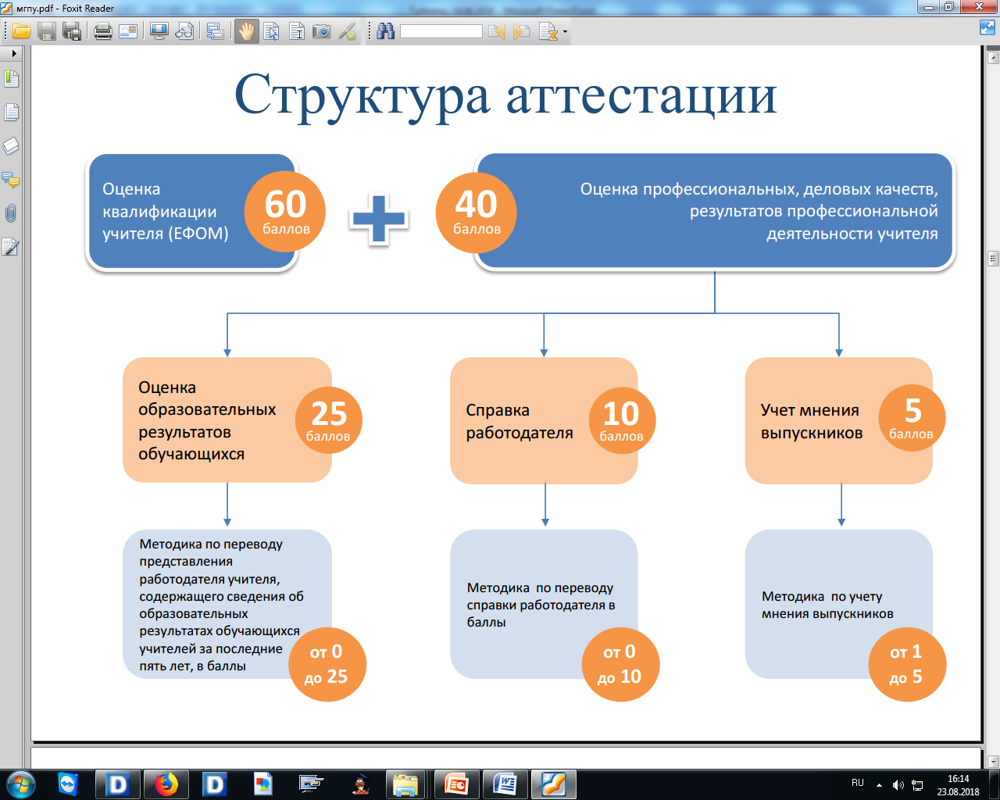 мгпу.pdf - Foxit Reader
Структура аттестации
Оценка
квалификации
учителя (ЕФОМ)
60
баллов
40
баллов
Оценка профессиональных, деловых качеств,
результатов профессиональной
деятельности учителя
Оценка
образовательных
результатов
обучающихся
25
баллов
Справка
работодателя
10
баллов
Учет мнения
выпускников
5
баллов
Методика по переводу
представления
работодателя учителя,
содержащего сведения об
образовательных
результатах обучающихся
учителей за последние
пять лет, в баллы
от 0
до 25
Методика  по переводу
справки работодателя в
баллы
от 0
до 10
Методика  по учету
мнения выпускников
от 1
до 5
RU
16:14
23.08.2018